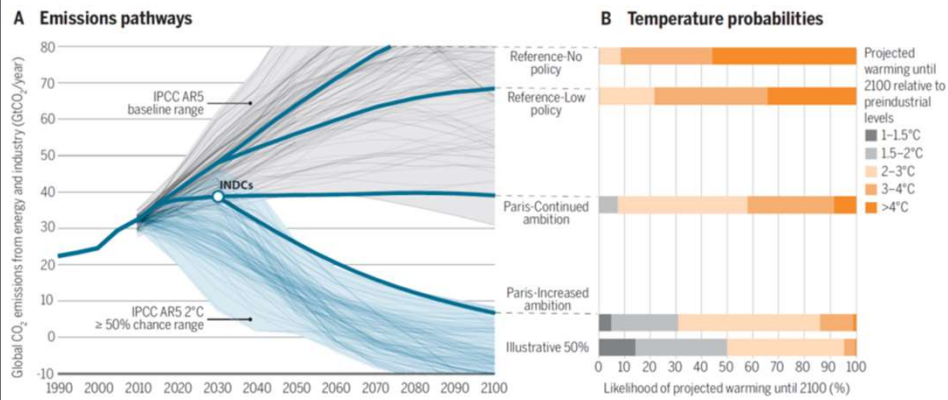 A Emissions pathways
Global CO2 emissions from energy and industry (GtCO2/year)
80
70
60
50
40
30
20
10
0
-10
IPCC AR5
baseline range
INDCs
IPCC AR5 2°C
≥ 50% chance range
1990 2000 2010 2020 2030 2040 2050 2060 2070 2080 2090 2100
Reference-No
policy
Reference-Low
policy
Paris-Continued
ambition
Paris-Increased
ambition
Illustrative 50%
B Temperature probabilities
0 10 20 30 40 50 60 70 80 90 100
Likelihood of projected warming until 2100 (%)
Projected
warming until
2100 relative to
preindustrial
levels
1–1.5°C
1.5–2°C
2–3°C
3–4°C
>4°C